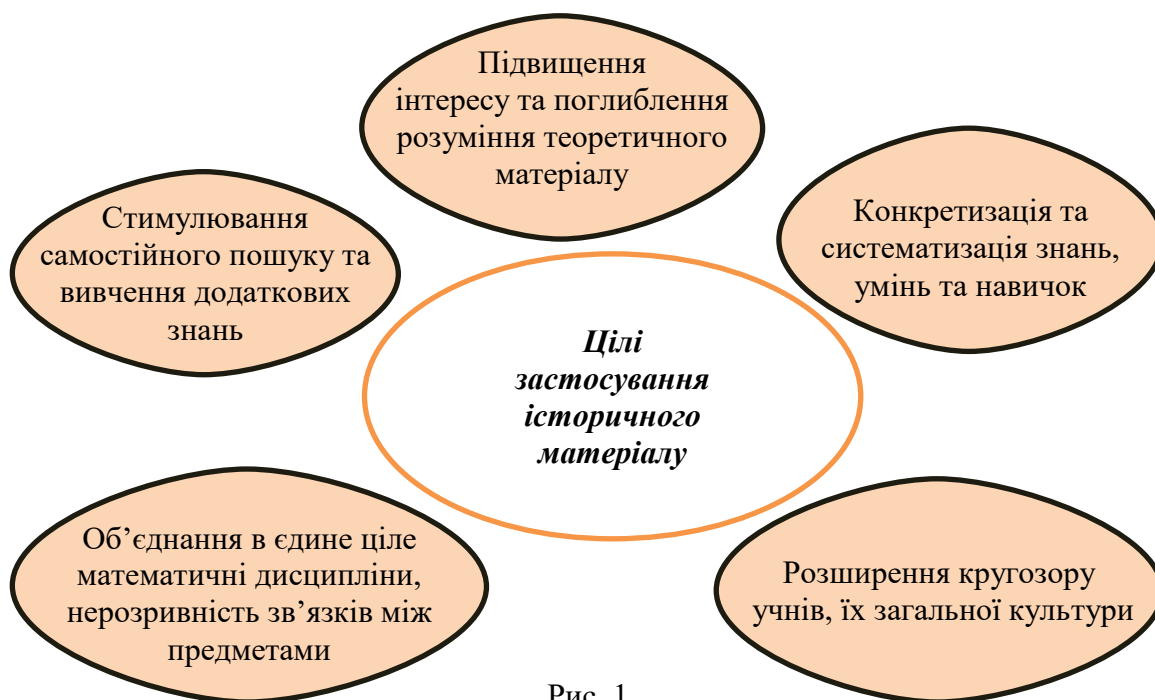 Підвищення
інтересу та поглиблення
розуміння теоретичного
матеріалу
Стимулювання
самостійного пошуку та
вивчення додаткових
знань
Конкретизація та
систематизація знань,
умінь та навичок
Цілі
застосування
історичного
матеріалу
Об’єднання в єдине ціле
математичні дисципліни,
нерозривність зв’язків між
предметами
Розширення кругозору
учнів, їх загальної культури
Рис. 1